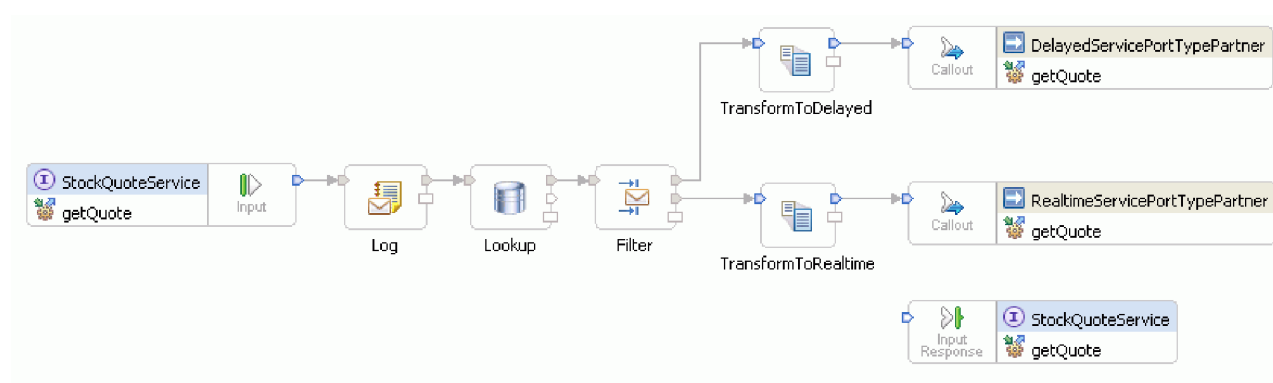 DelayedServicePortTypePartner
Callout
getQuote
TransformToDelayed
StockQuoteService
Input
getQuote
Log
Lookup
Filter
TransformToRealtime
RealtimeServicePortTypePartner
Callout
getQuote
StockQuoteService
Input
Response
getQuote